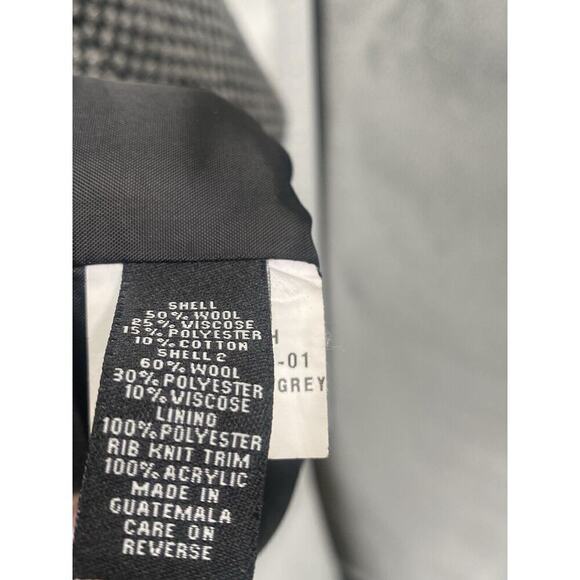 SHELL
50% WOOL
25% VISCOSE
15% POLYESTER
10% COTTON
SHELL 2
60% WOOL
30% POLYESTER
10% VISCOSE
LINING
100% POLYESTER
RIB KNIT TRIM
100% ACRYLIC
MADE IN
GUATEMALA
CARE ON
REVERSE
H
-01
GREY